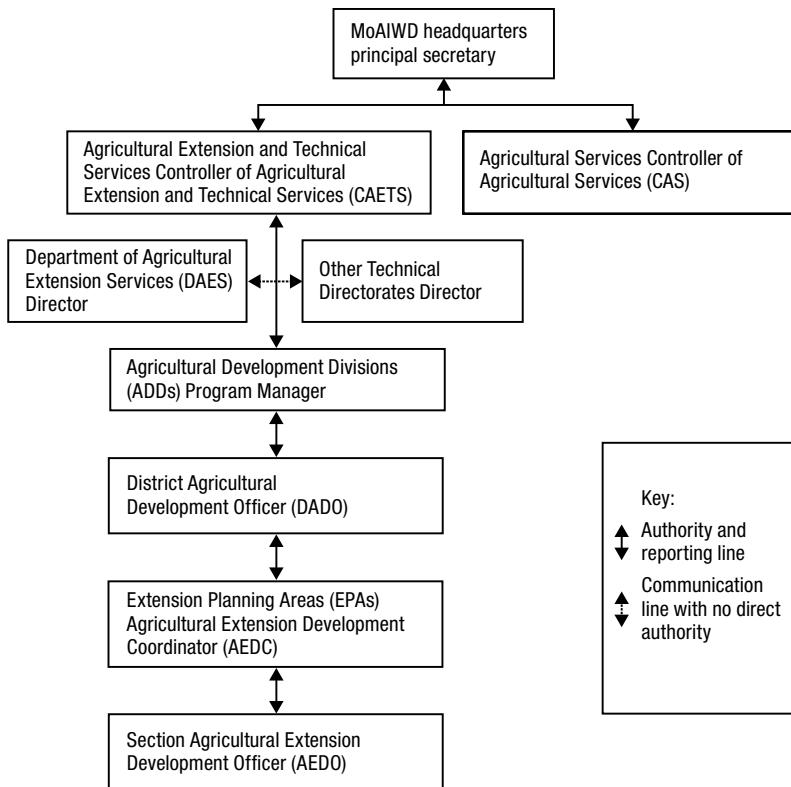 MoAIWD headquarters
principal secretary
Agricultural Extension and Technical
Services Controller of Agricultural
Extension and Technical Services (CAETS)
Agricultural Services Controller of
Agricultural Services (CAS)
Department of Agricultural
Extension Services (DAES)
Director
Other Technical
Directorates Director
Agricultural Development Divisions
(ADDs) Program Manager
District Agricultural
Development Officer (DADO)
Extension Planning Areas (EPAs)
Agricultural Extension Development
Coordinator (AEDC)
Section Agricultural Extension
Development Officer (AEDO)
Key:
Authority and
reporting line
Communication
line with no direct
authority